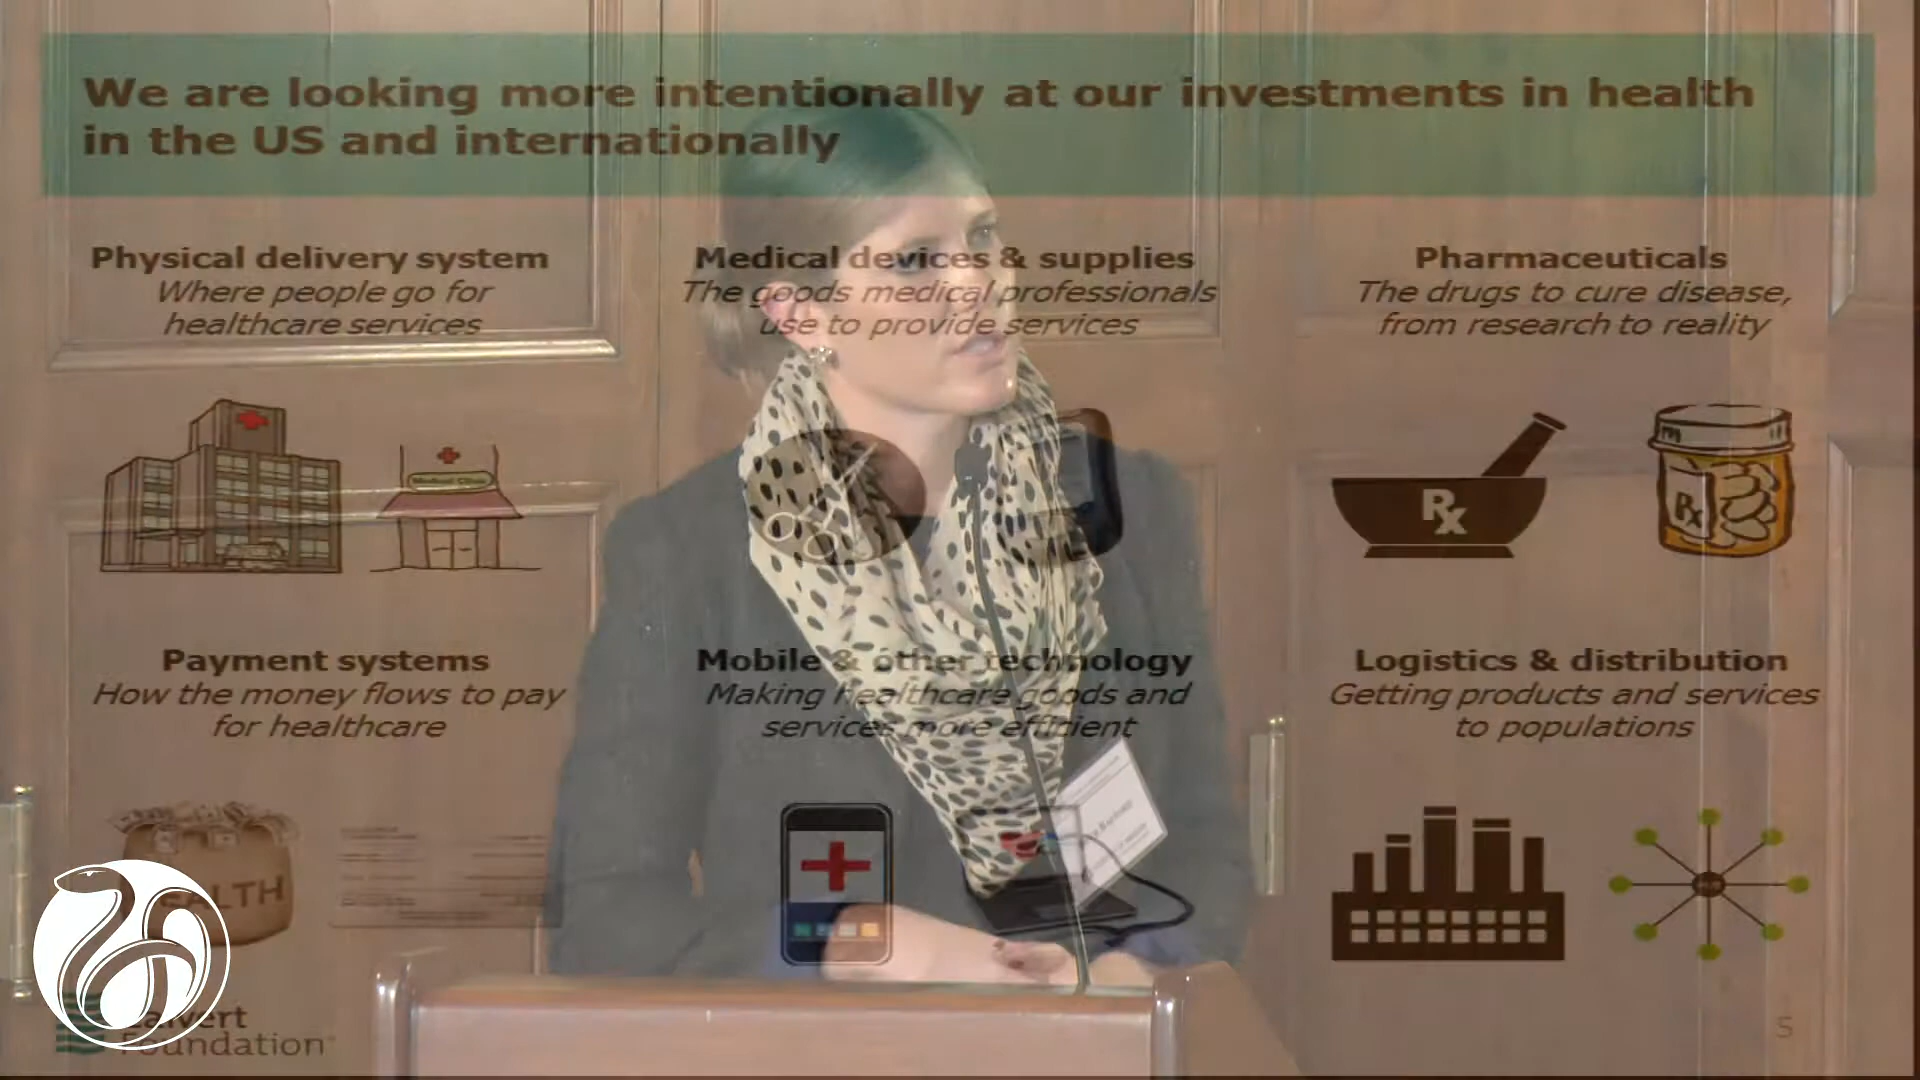 We are looking more intentionally at our investments in health
in the US and internationally
Physical delivery system
Where people go for
healthcare services
Medical devices & supplies
The goods medical professionals
use to provide services
Pharmaceuticals
The drugs to cure disease,
from research to reality
Medical Clinic
Rx
Rx
Payment systems
How the money flows to pay
for healthcare
Mobile & other technology
Making healthcare goods and
services more efficient
Logistics & distribution
Getting products and services
to populations
HEALTH
Calvert
Foundation
5